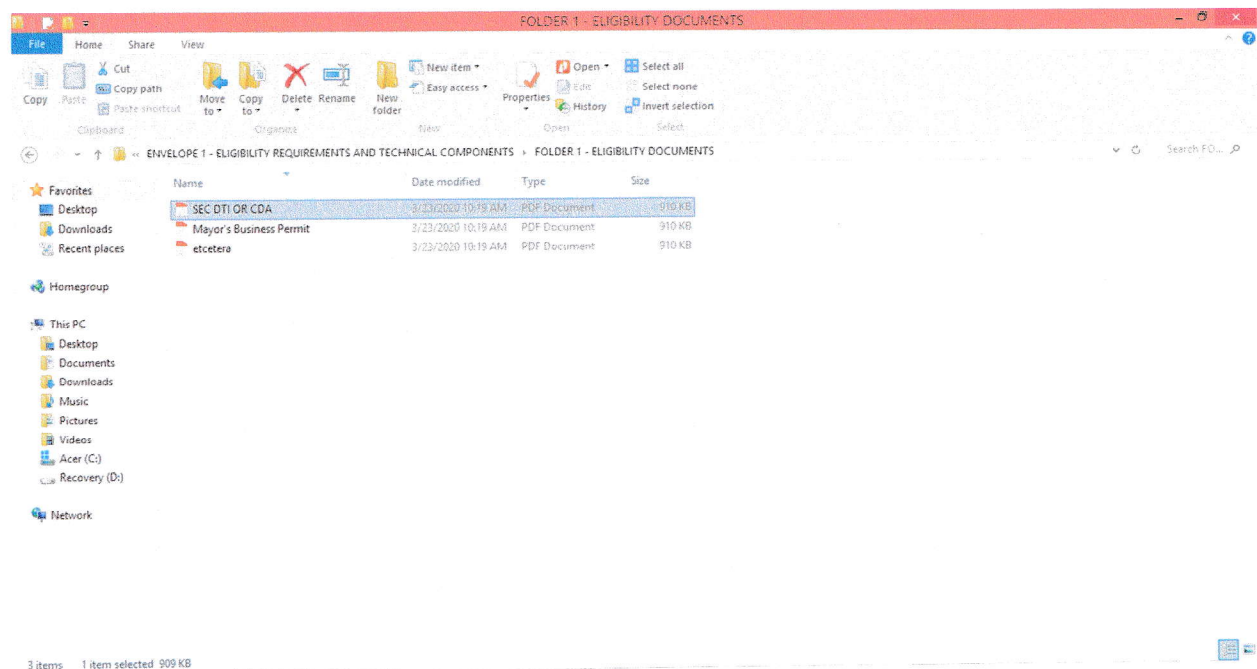 FOLDER 1 - ELIGIBILITY DOCUMENTS
File Home Share View
Copy
Paste
Cut
Copy path
Paste shortcut
Move to
Copy to
Delete
Rename
New folder
New item
Easy access
Properties
Open
Edit
History
Select all
Select none
Invert selection
Clipboard Organize New Open Select
« ENVELOPE 1 - ELIGIBILITY REQUIREMENTS AND TECHNICAL COMPONENTS › FOLDER 1 - ELIGIBILITY DOCUMENTS
Search FO...
Favorites
Desktop
Downloads
Recent places
Homegroup
This PC
Desktop
Documents
Downloads
Music
Pictures
Videos
Acer (C:)
Recovery (D:)
Network
Name Date modified Type Size
SEC DTI OR CDA 3/23/2020 10:19 AM PDF Document 910 KB
Mayor's Business Permit 3/23/2020 10:19 AM PDF Document 910 KB
etcetera 3/23/2020 10:19 AM PDF Document 910 KB
3 items 1 item selected 909 KB